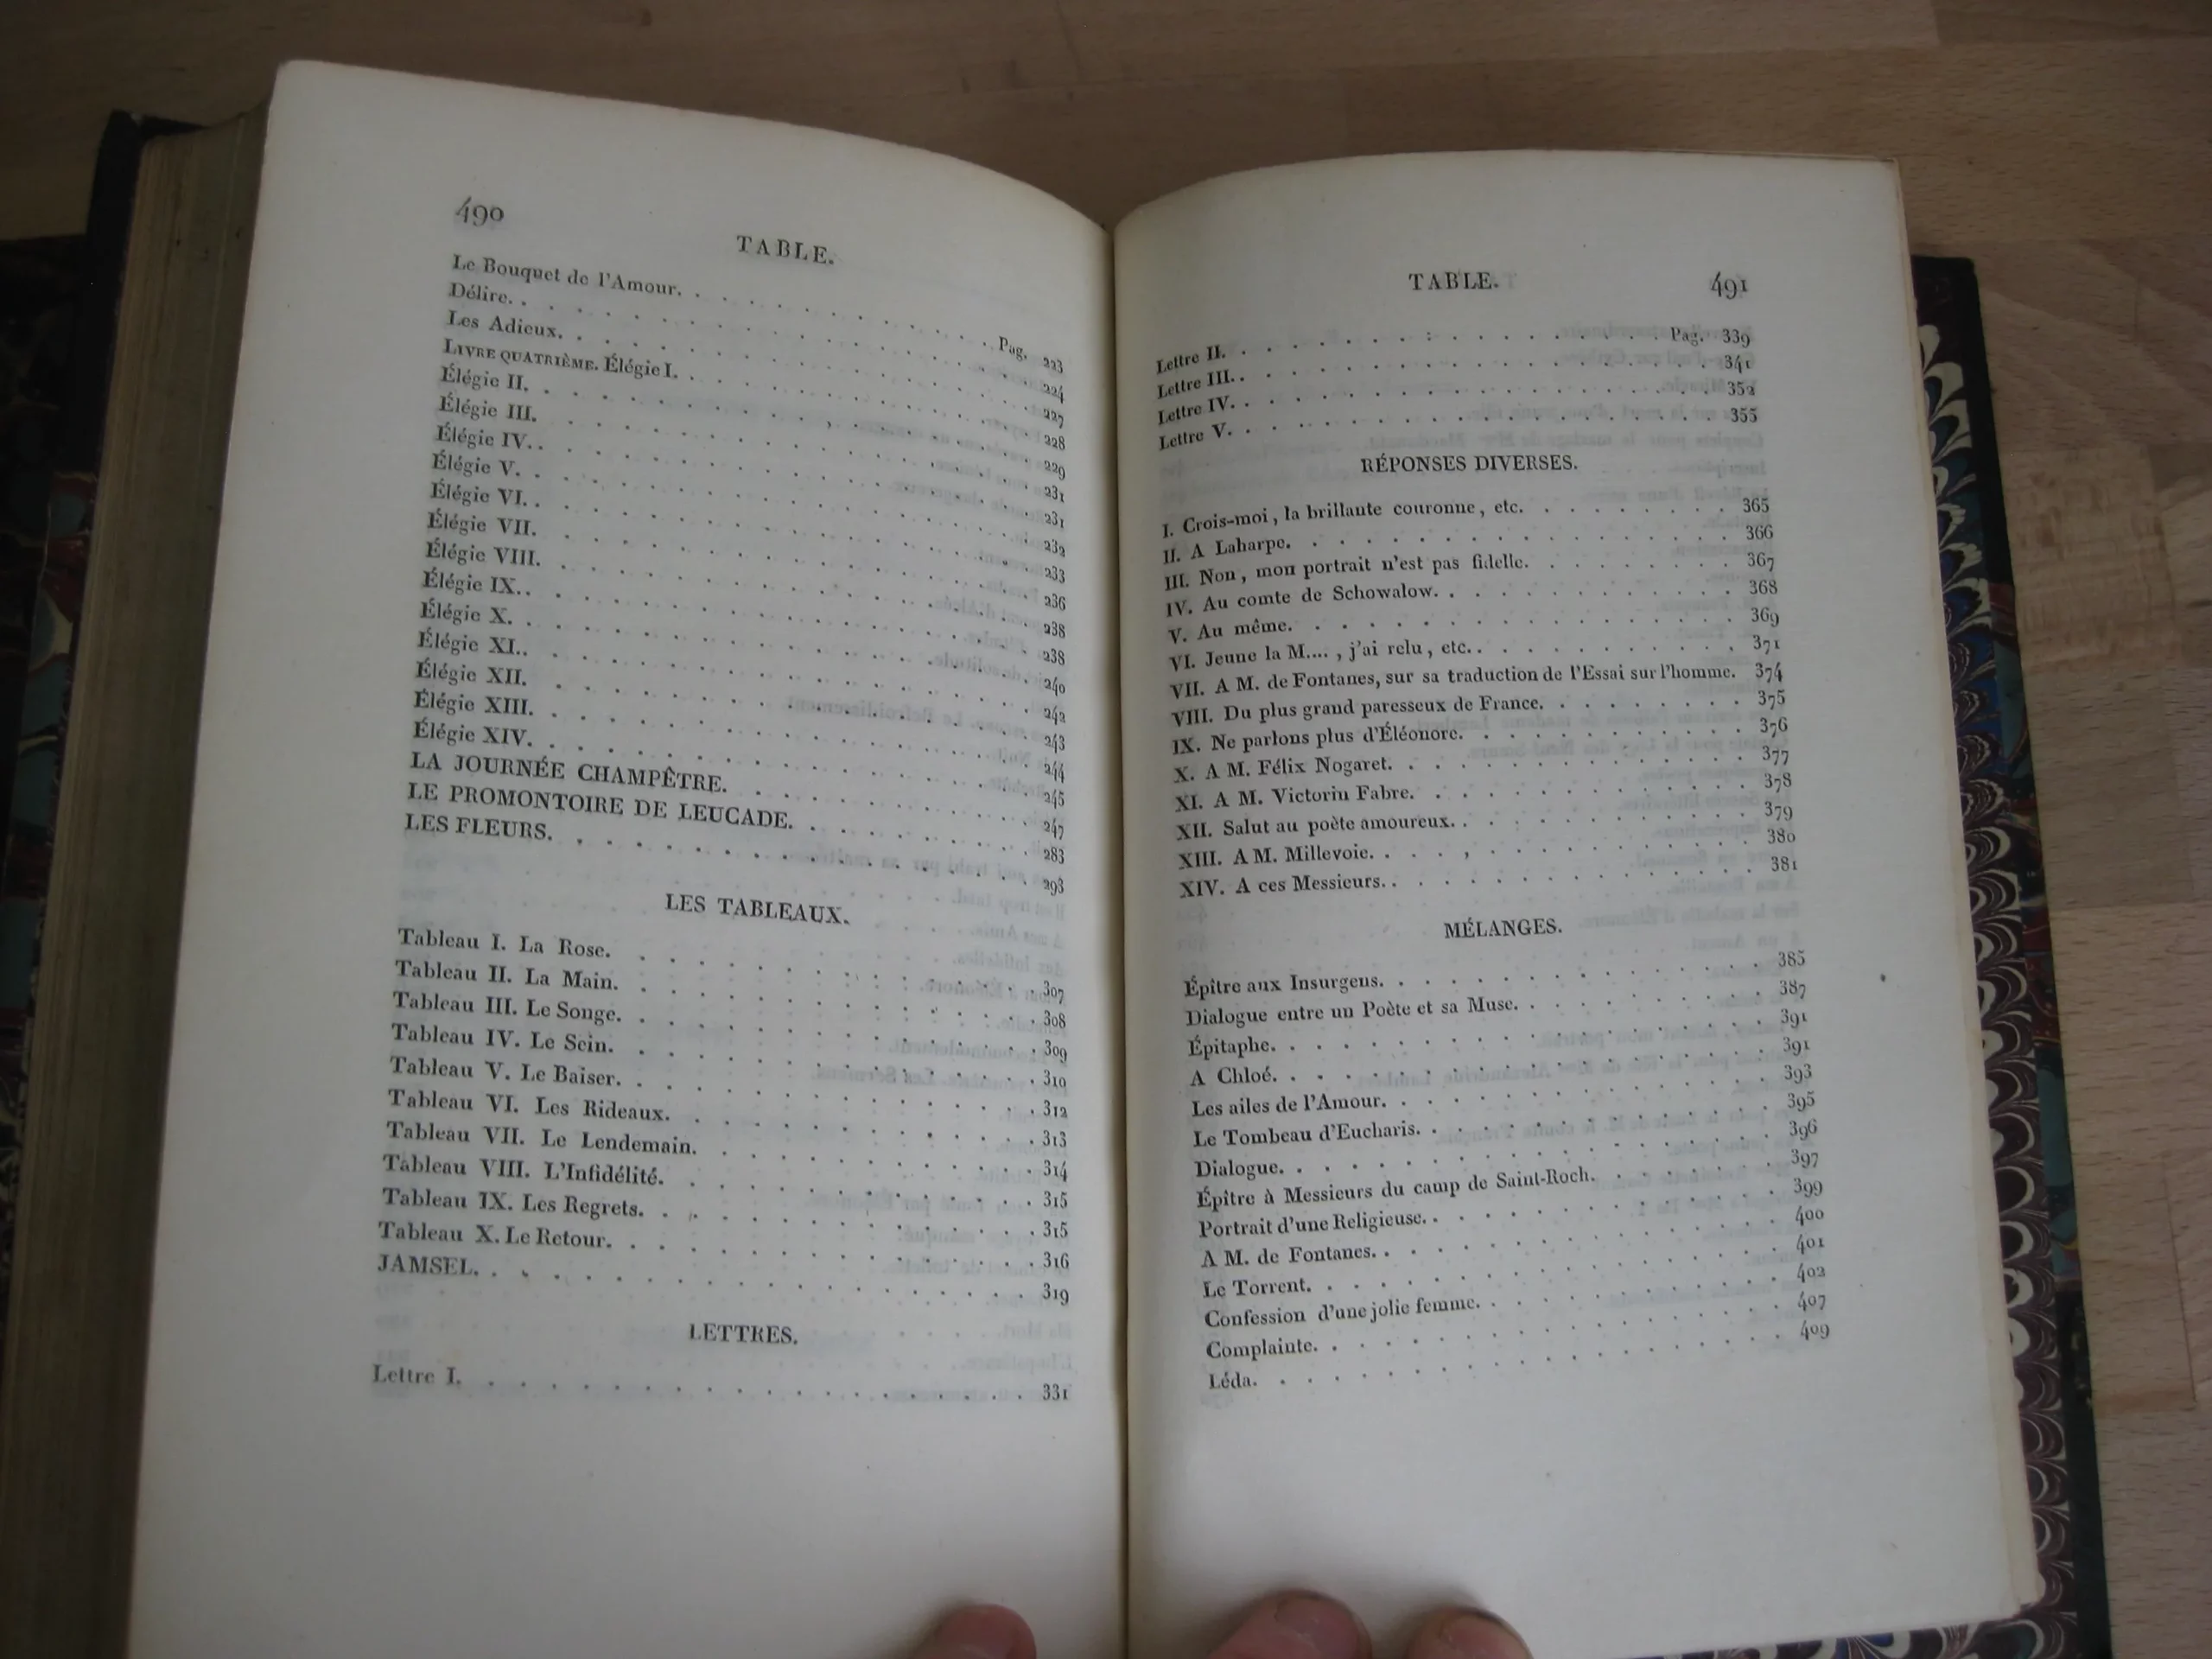 490
TABLE.
Le Bouquet de l'Amour. . . . . . . . . . . Pag. 223
Délire. . . . . . . . . . . . . . . . . . 224
Les Adieux. . . . . . . . . . . . . . . . 227
LIVRE QUATRIÈME. Élégie I. . . . . . . . . 228
Élégie II. . . . . . . . . . . . . . . . . 229
Élégie III. . . . . . . . . . . . . . . . 231
Élégie IV. . . . . . . . . . . . . . . . . 231
Élégie V. . . . . . . . . . . . . . . . . 232
Élégie VI. . . . . . . . . . . . . . . . . 233
Élégie VII. . . . . . . . . . . . . . . . 236
Élégie VIII. . . . . . . . . . . . . . . . 238
Élégie IX. . . . . . . . . . . . . . . . . 238
Élégie X. . . . . . . . . . . . . . . . . 240
Élégie XI. . . . . . . . . . . . . . . . . 242
Élégie XII. . . . . . . . . . . . . . . . 243
Élégie XIII. . . . . . . . . . . . . . . . 244
Élégie XIV. . . . . . . . . . . . . . . . 245
LA JOURNÉE CHAMPÊTRE. . . . . . . . . . . 247
LE PROMONTOIRE DE LEUCADE. . . . . . . . . 283
LES FLEURS. . . . . . . . . . . . . . . . 293
LES TABLEAUX.
Tableau I. La Rose. . . . . . . . . . . . 307
Tableau II. La Main. . . . . . . . . . . . 308
Tableau III. Le Songe. . . . . . . . . . . 309
Tableau IV. Le Sein. . . . . . . . . . . . 310
Tableau V. Le Baiser. . . . . . . . . . . 312
Tableau VI. Les Rideaux. . . . . . . . . . 313
Tableau VII. Le Lendemain. . . . . . . . . 314
Tableau VIII. L'Infidélité. . . . . . . . 315
Tableau IX. Les Regrets. . . . . . . . . . 315
Tableau X. Le Retour. . . . . . . . . . . 316
JAMSEL. . . . . . . . . . . . . . . . . . 319
LETTRES.
Lettre I. . . . . . . . . . . . . . . . . 331
TABLE. 491
Lettre II. . . . . . . . . . . . . . . Pag. 339
Lettre III. . . . . . . . . . . . . . . . 341
Lettre IV. . . . . . . . . . . . . . . . . 352
Lettre V. . . . . . . . . . . . . . . . . 355
RÉPONSES DIVERSES.
I. Crois-moi, la brillante couronne, etc. . . . . . . . . 365
II. A Laharpe. . . . . . . . . . . . . . . 366
III. Non, mon portrait n'est pas fidelle. . . . . . . . 367
IV. Au comte de Schowalow. . . . . . . . . . . 368
V. Au même. . . . . . . . . . . . . . . . 369
VI. Jeune la M...., j'ai relu, etc. . . . . . . . . . . 371
VII. A M. de Fontanes, sur sa traduction de l'Essai sur l'homme. 374
VIII. Du plus grand paresseux de France. . . . . . . . 375
IX. Ne parlons plus d'Éléonore. . . . . . . . . . 376
X. A M. Félix Nogaret. . . . . . . . . . . . 377
XI. A M. Victorin Fabre. . . . . . . . . . . . 378
XII. Salut au poète amoureux. . . . . . . . . . . 379
XIII. A M. Millevoie. . . . . . . . . . . . . 380
XIV. A ces Messieurs. . . . . . . . . . . . . 381
MÉLANGES.
Épître aux Insurgens. . . . . . . . . . . . . 385
Dialogue entre un Poète et sa Muse. . . . . . . . . 387
Épitaphe. . . . . . . . . . . . . . . . . 391
A Chloé. . . . . . . . . . . . . . . . . 391
Les ailes de l'Amour. . . . . . . . . . . . . 393
Le Tombeau d'Eucharis. . . . . . . . . . . . 395
Dialogue. . . . . . . . . . . . . . . . . 396
Épître à Messieurs du camp de Saint-Roch. . . . . . . 397
Portrait d'une Religieuse. . . . . . . . . . . . 399
A M. de Fontanes. . . . . . . . . . . . . . 400
Le Torrent. . . . . . . . . . . . . . . . 401
Confession d'une jolie femme. . . . . . . . . . . 402
Complainte. . . . . . . . . . . . . . . . 407
Léda. . . . . . . . . . . . . . . . . . 409